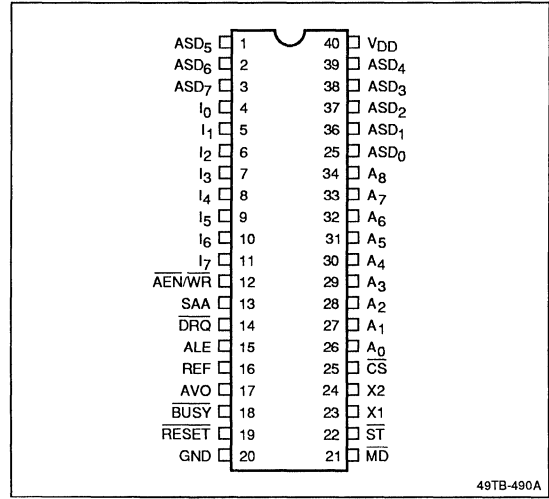 ASD5 1 40 VDD
ASD6 2 39 ASD4
ASD7 3 38 ASD3
I0 4 37 ASD2
I1 5 36 ASD1
I2 6 25 ASD0
I3 7 34 A8
I4 8 33 A7
I5 9 32 A6
I6 10 31 A5
I7 11 30 A4
AEN/WR 12 29 A3
SAA 13 28 A2
DRQ 14 27 A1
ALE 15 26 A0
REF 16 25 CS
AVO 17 24 X2
BUSY 18 23 X1
RESET 19 22 ST
GND 20 21 MD
49TB-490A